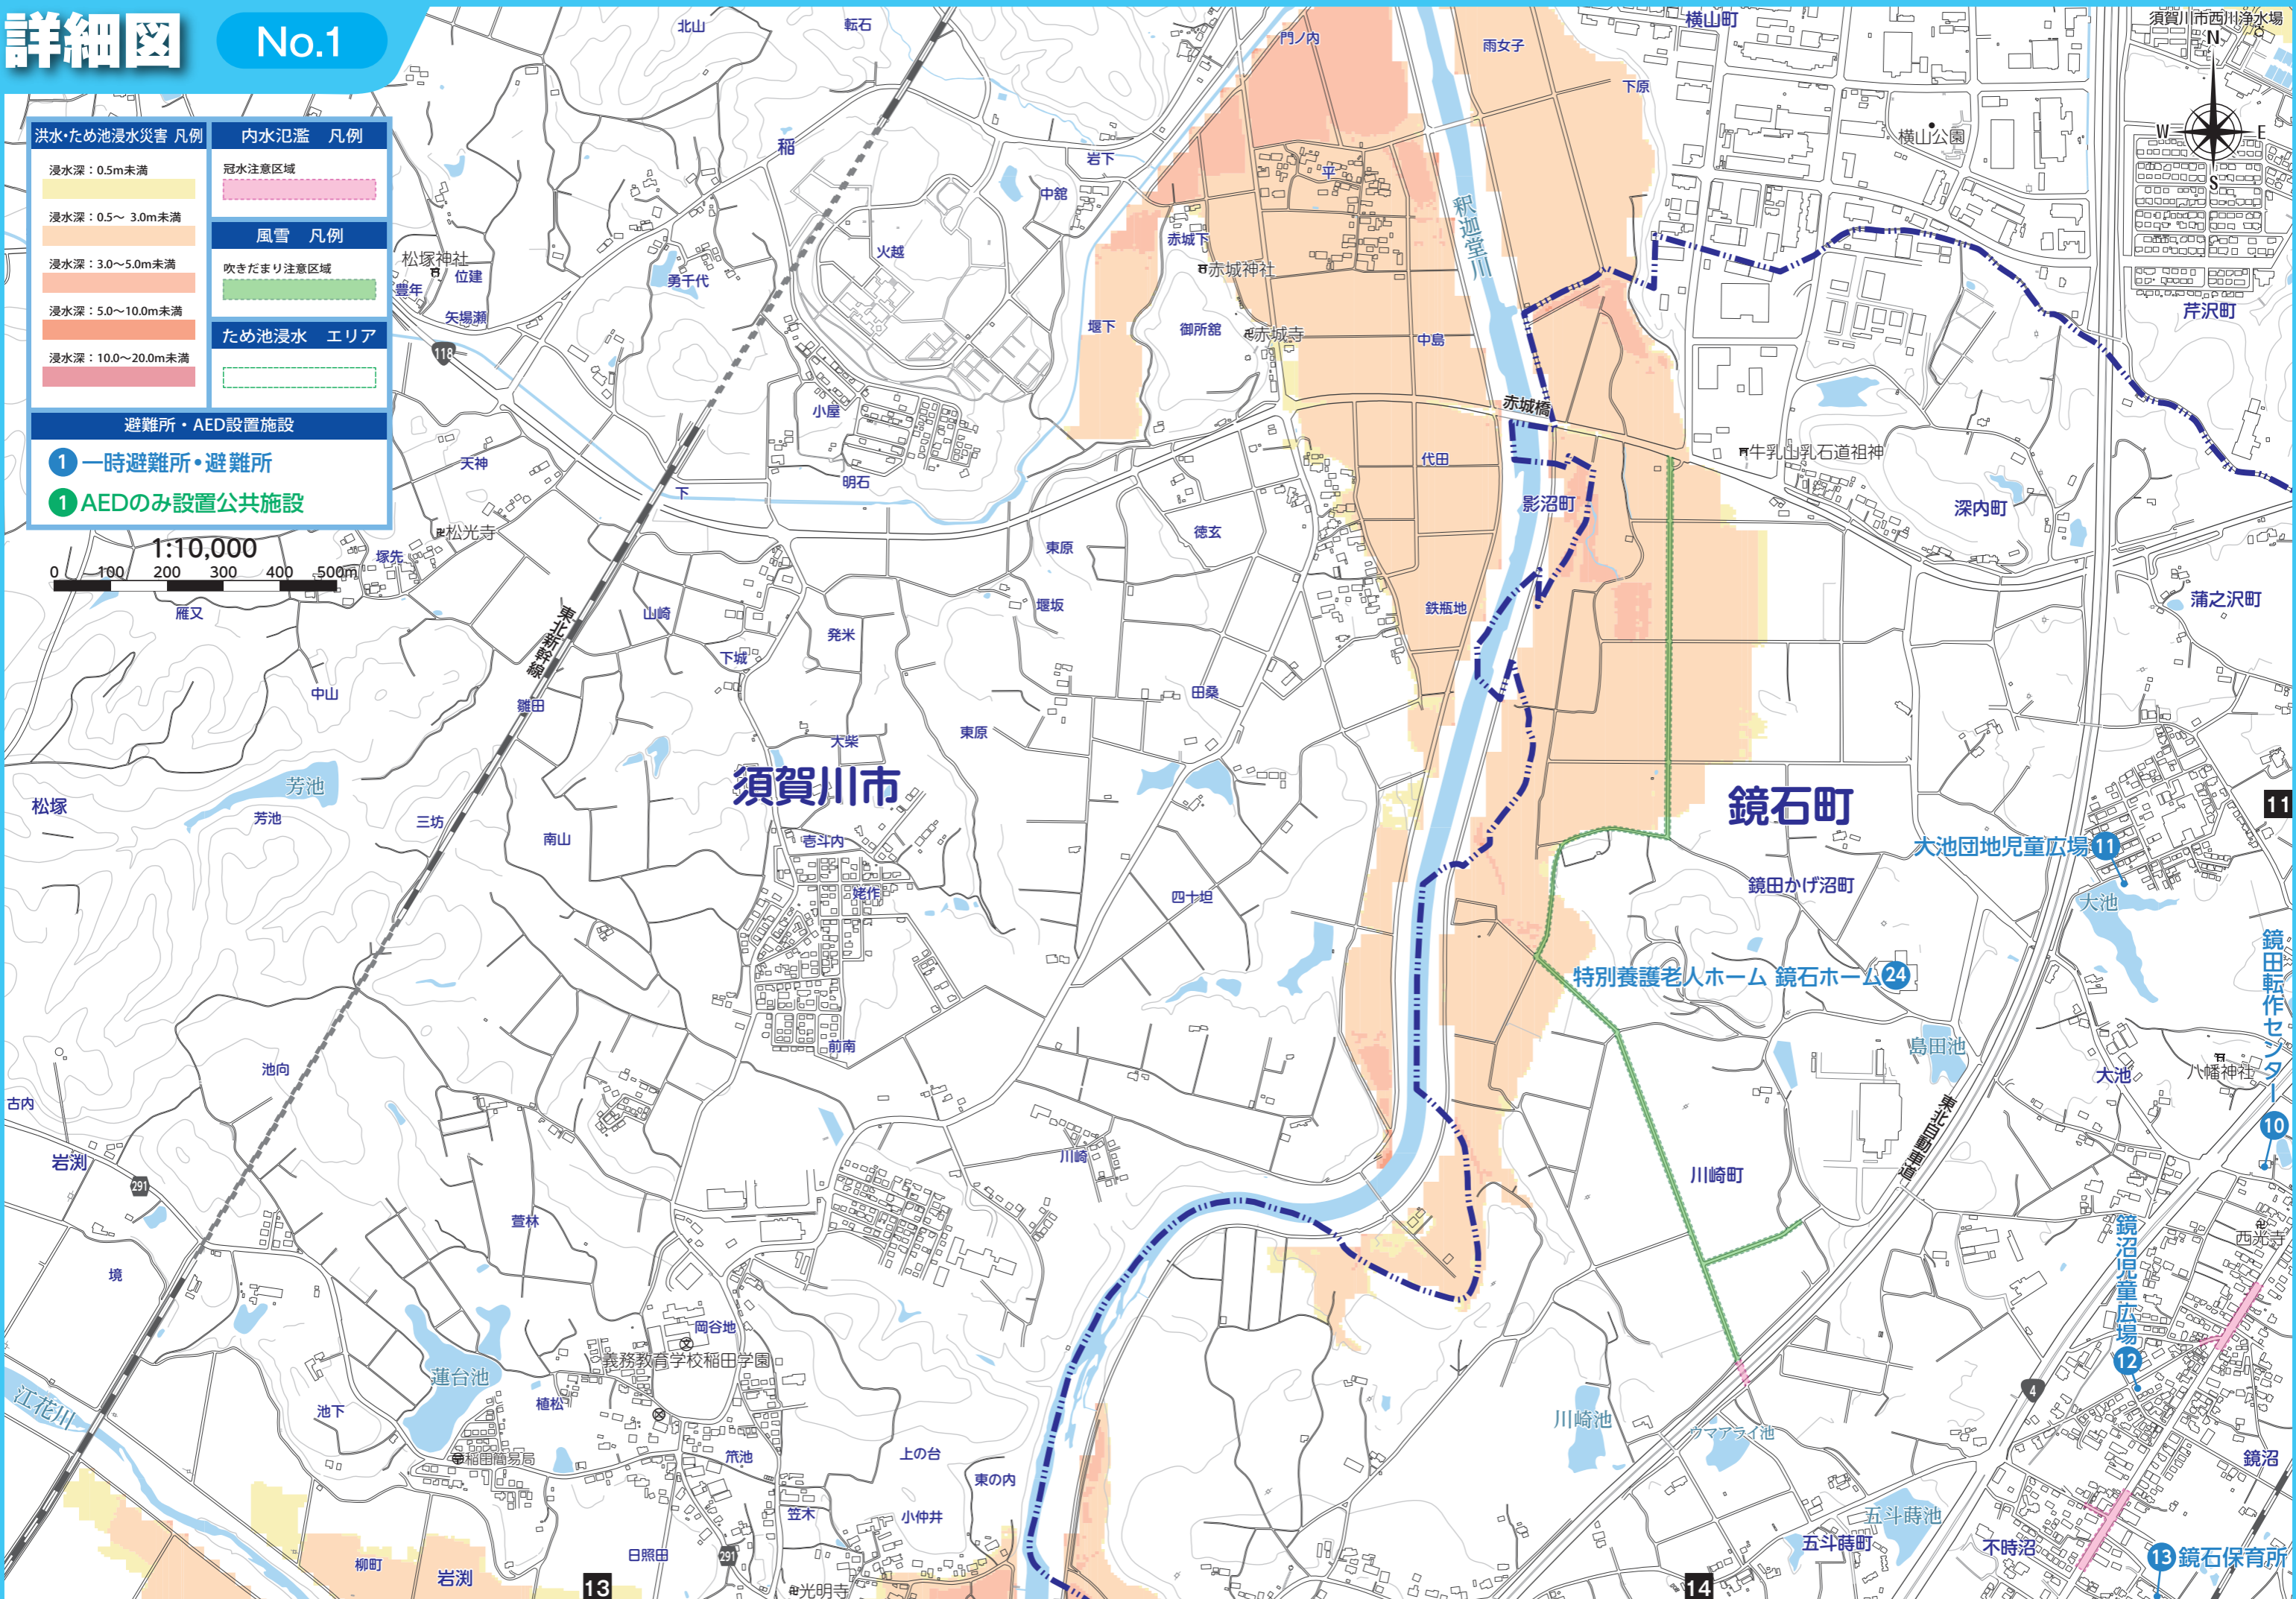 詳細図 No.1
洪水・ため池浸水災害 凡例
浸水深：0.5m未満
浸水深：0.5～ 3.0m未満
浸水深：3.0～5.0m未満
浸水深：5.0～10.0m未満
浸水深：10.0～20.0m未満
内水氾濫 凡例
冠水注意区域
風雪 凡例
吹きだまり注意区域
ため池浸水 エリア
避難所・AED設置施設
1 一時避難所・避難所
1 AEDのみ設置公共施設
1:10,000
0 100 200 300 400 500m
北山
転石
門ノ内
雨女子
横山町
須賀川市西川浄水場
N
W
E
S
下原
横山公園
稲
岩下
中舘
平
釈迦堂川
松塚神社
位建
豊年
矢場瀬
勇千代
火越
赤城下
赤城神社
堰下
御所舘
赤城寺
中島
芹沢町
118
小屋
赤城橋
天神
下
明石
代田
牛乳山乳石道祖神
影沼町
深内町
松光寺
塚先
東原
徳玄
雁又
東北新幹線
山崎
堰坂
発米
鉄瓶地
蒲之沢町
下城
中山
雛田
田桑
東原
大柴
須賀川市
芳池
松塚
芳池
三坊
南山
壱斗内
鏡石町
11
大池団地児童広場 11
姥作
四十坦
鏡田かげ沼町
大池
鏡田転作センター 10
特別養護老人ホーム 鏡石ホーム 24
前南
島田池
池向
大池
八幡神社
古内
岩渕
291
川崎
東北自動車道
川崎町
萱林
境
鏡沼児童広場 12
西光寺
岡谷地
義務教育学校稲田学園
蓮台池
江花川
池下
植松
4
川崎池
ウマアライ池
稲田簡易局
笊池
上の台
東の内
鏡沼
笠木
小仲井
五斗蒔池
五斗蒔町
不時沼
13 鏡石保育所
柳町
岩渕
日照田
291
光明寺
13
14